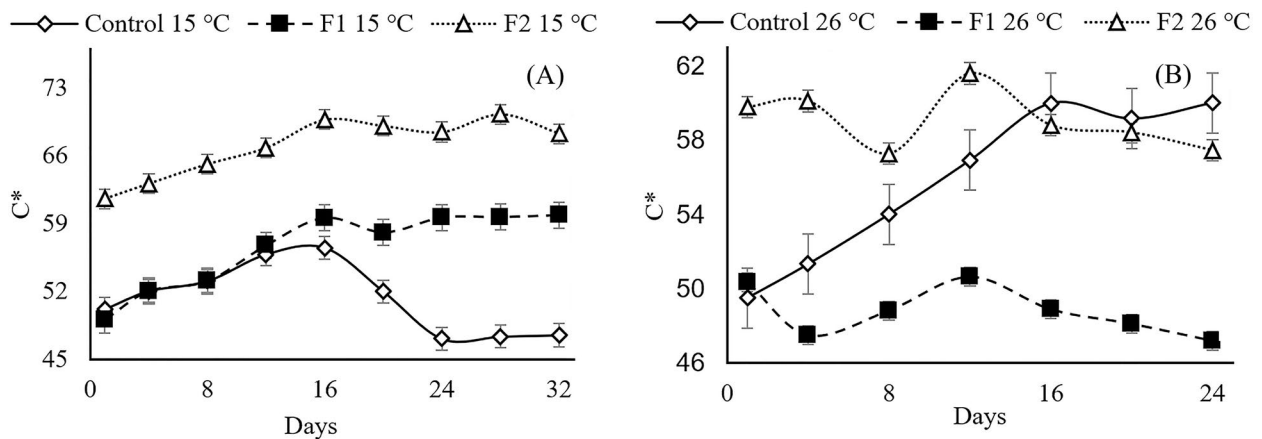 Control 15 °C F1 15 °C F2 15 °C
(A)
73
66
59
52
45
C*
0 8 16 24 32
Days
Control 26 °C F1 26 °C F2 26 °C
(B)
62
58
54
50
46
C*
0 8 16 24
Days